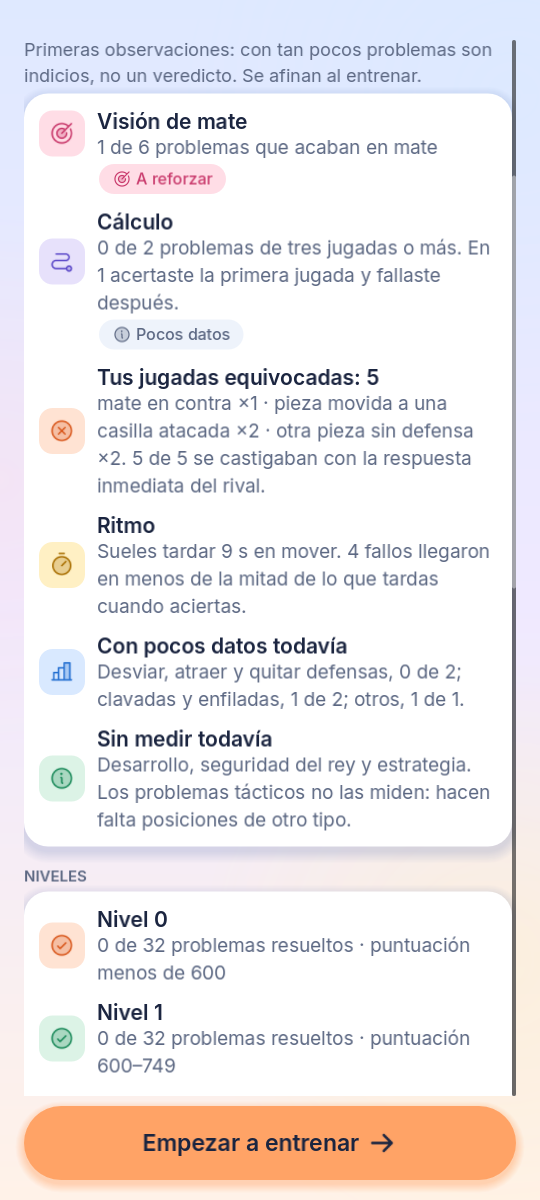 Primeras observaciones: con tan pocos problemas son
indicios, no un veredicto. Se afinan al entrenar.
Visión de mate
1 de 6 problemas que acaban en mate
A reforzar
Cálculo
0 de 2 problemas de tres jugadas o más. En
1 acertaste la primera jugada y fallaste
después.
Pocos datos
Tus jugadas equivocadas: 5
mate en contra ×1 · pieza movida a una
casilla atacada ×2 · otra pieza sin defensa
×2. 5 de 5 se castigaban con la respuesta
inmediata del rival.
Ritmo
Sueles tardar 9 s en mover. 4 fallos llegaron
en menos de la mitad de lo que tardas
cuando aciertas.
Con pocos datos todavía
Desviar, atraer y quitar defensas, 0 de 2;
clavadas y enfiladas, 1 de 2; otros, 1 de 1.
Sin medir todavía
Desarrollo, seguridad del rey y estrategia.
Los problemas tácticos no las miden: hacen
falta posiciones de otro tipo.
NIVELES
Nivel 0
0 de 32 problemas resueltos · puntuación
menos de 600
Nivel 1
0 de 32 problemas resueltos · puntuación
600–749
Empezar a entrenar →